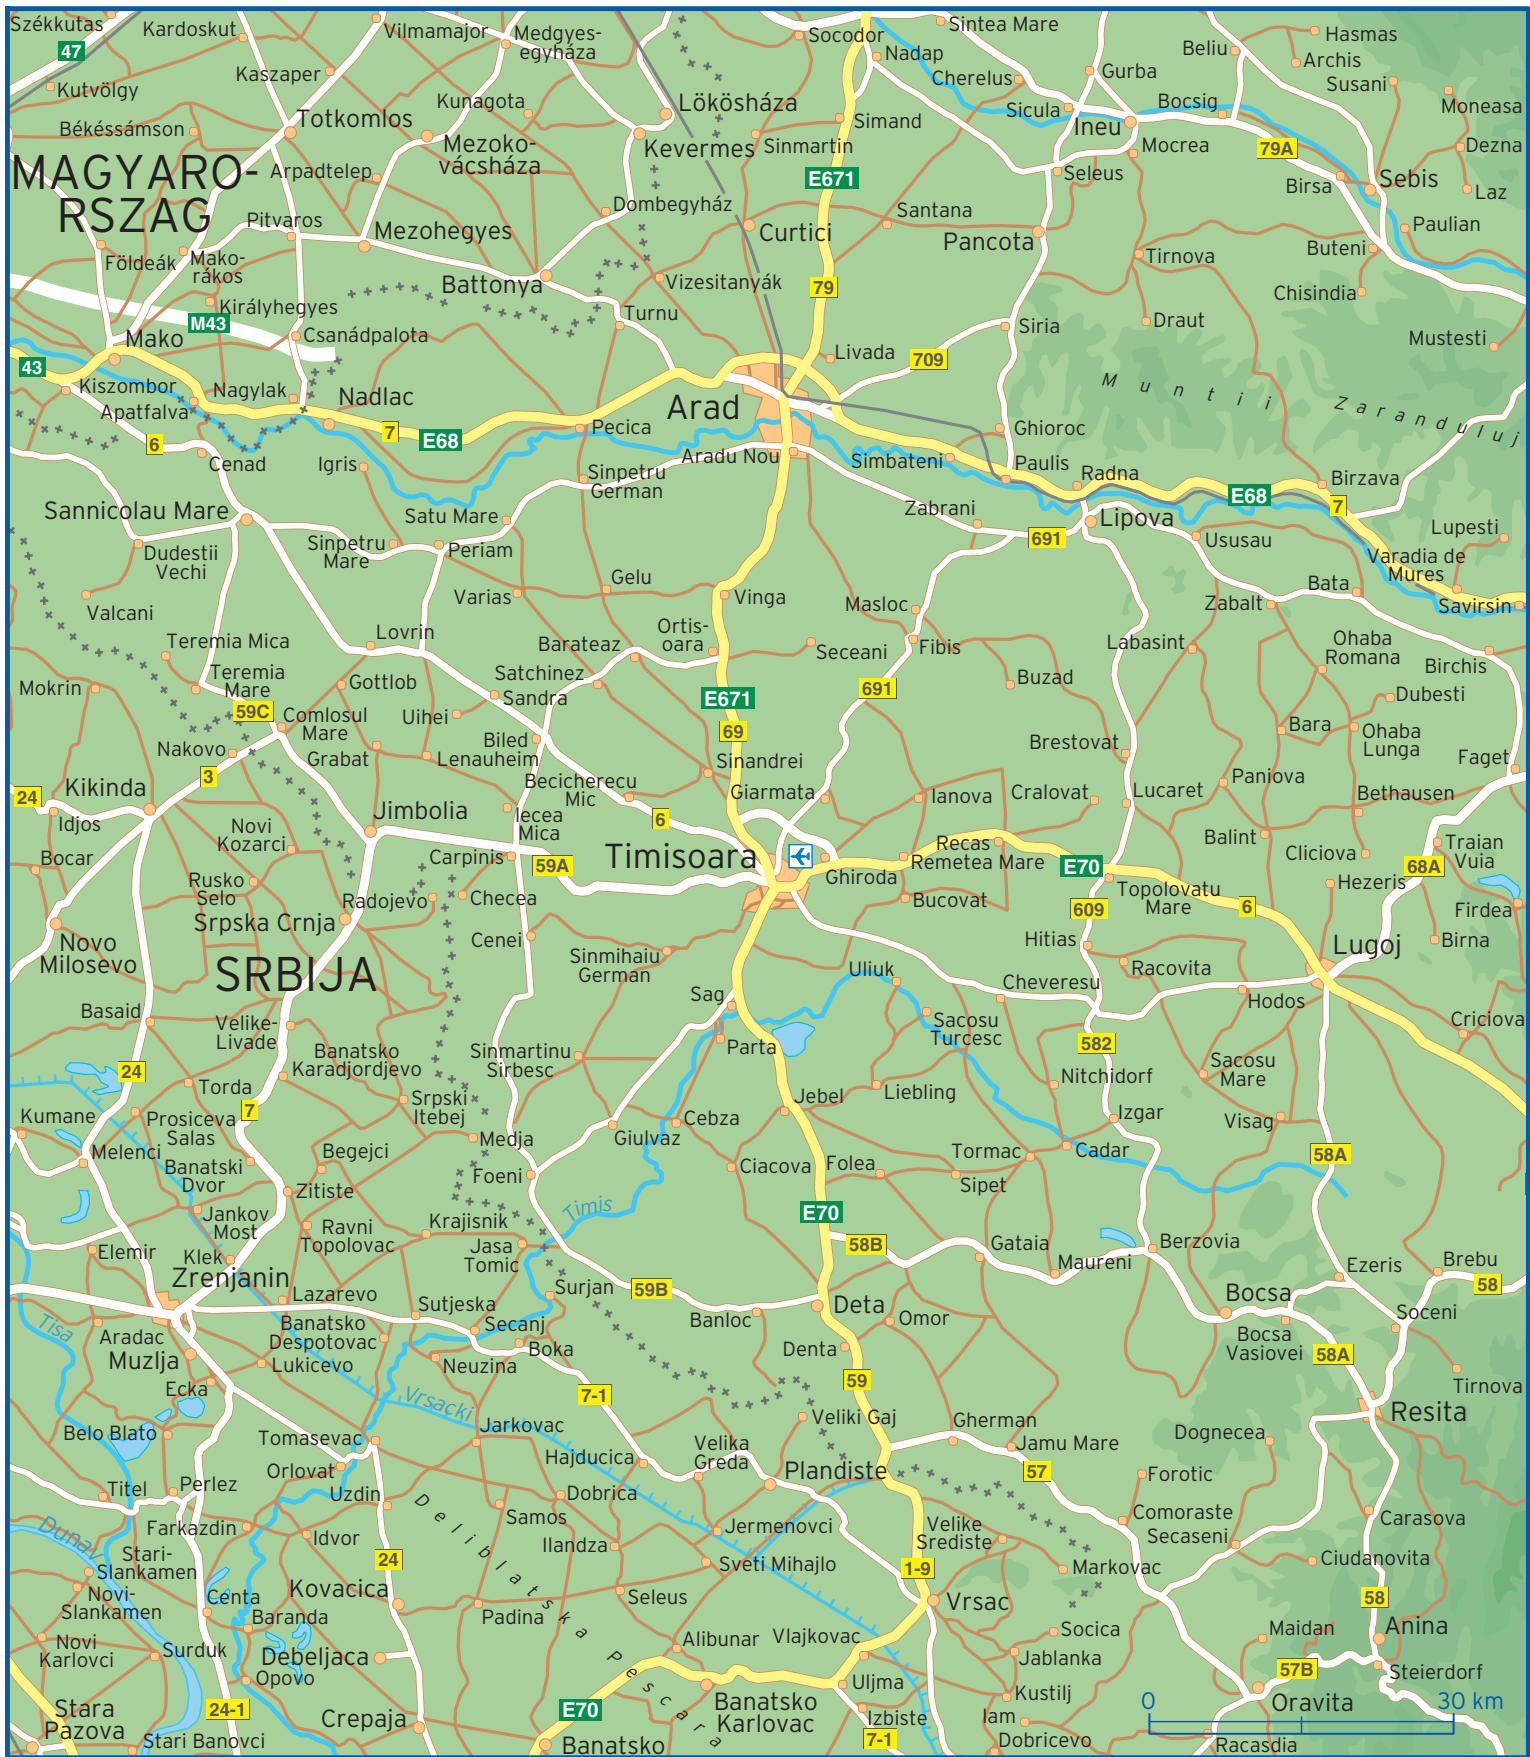 Székkutas
Kardoskut
Vilmamajor
Medgyes-
egyháza
Socodor
Sintea Mare
Hasmas
47
Nadap
Beliu
Archis
Kaszaper
Cherelus
Gurba
Susani
Kutvölgy
Kunagota
Lökösháza
Sicula
Bocsig
Moneasa
Békéssámson
Totkomlos
Simand
Ineu
Mezoko-
vácsháza
Kevermes
Sinmartin
Mocrea
79A
Dezna
MAGYARO-
RSZAG
Arpadtelep
E671
Seleus
Birsa
Sebis
Laz
Dombegyház
Santana
Pitvaros
Mezohegyes
Curtici
Pancota
Paulian
Buteni
Földeák
Mako-
rákos
Battonya
Vizesitanyák
79
Tirnova
Chisindia
Királyhegyes
M43
Turnu
Siria
Draut
Csanádpalota
Mako
Livada
709
Mustesti
43
Kiszombor
Nagylak
Nadlac
Arad
Muntii Zaranduluj
Apatfalva
7
E68
Pecica
Ghioroc
6
Cenad
Igris
Aradu Nou
Simbateni
Paulis
Radna
Sinpetru
German
Birzava
E68
7
Sannicolau Mare
Satu Mare
Zabrani
Lipova
Lupesti
Dudestii
Vechi
Sinpetru
Mare
Periam
691
Ususau
Varadia de
Mures
Valcani
Varias
Gelu
Vinga
Masloc
Zabalt
Bata
Savirsin
Teremia Mica
Lovrin
Barateaz
Ortis-
oara
Seceani
Fibis
Labasint
Ohaba
Romana
Birchis
Teremia
Mare
Mokrin
Gottlob
Satchinez
Sandra
Buzad
Dubesti
59C
Comlosul
Mare
Uihei
E671
691
Bara
Ohaba
Lunga
Nakovo
Grabat
Biled
69
Brestovat
Lenauheim
Faget
3
Sinandrei
Kikinda
Becicherecu
Mic
Giarmata
Ianova
Cralovat
Lucaret
Paniova
Bethausen
24
Idjos
Jimbolia
Iecea
Mica
6
Novi
Kozarci
Recas
Balint
Traian
Vuia
Bocar
Carpinis
59A
Timisoara
Remetea Mare
E70
Cliciova
68A
Rusko
Selo
Ghiroda
Topolovatu
Mare
Hezeris
Radojevo
Checea
Bucovat
609
6
Firdea
Srpska Crnja
Novo
Milosevo
Cenei
Sinmihaiu
German
Hitias
Lugoj
Birna
SRBIJA
Uliuk
Racovita
Sag
Cheveresu
Hodos
Basaid
Velike-
Livade
Sacosu
Turcesc
Criciova
Banatsko
Karadjordjevo
Sinmartinu
Sirbesc
Parta
582
24
Sacosu
Mare
Torda
Srpski
Itebej
Jebel
Liebling
Nitchidorf
7
Kumane
Prosiceva
Salas
Cebza
Izgar
Visag
Medja
Giulvaz
Melenci
Banatski
Dvor
Begejci
Foeni
Ciacova
Folea
Tormac
Cadar
58A
Zitiste
Sipet
Timis
Jankov
Most
Ravni
Topolovac
Krajisnik
E70
Elemir
Klek
Jasa
Tomic
58B
Gataia
Berzovia
Maureni
Zrenjanin
Ezeris
Brebu
58
Lazarevo
Surjan
59B
Deta
Bocsa
Sutjeska
Tisa
Aradac
Banatsko
Despotovac
Secanj
Banloc
Omor
Soceni
Bocsa
Vasiovei
Muzlja
Lukicevo
Neuzina
Boka
Denta
58A
Ecka
7-1
59
Tirnova
Vrsacki
Belo Blato
Jarkovac
Veliki Gaj
Gherman
Resita
Tomasevac
Velika
Greda
Jamu Mare
Dognecea
Orlovat
Hajducica
Plandiste
57
Forotic
Titel
Perlez
Uzdin
Dobrica
Comoraste
Dunav
Farkazdin
Idvor
Samos
Jermenovci
Velike
Srediste
Secaseni
Carasova
Stari-
Slankamen
Ilandza
24
Sveti Mihajlo
1-9
Markovac
Ciudanovita
Novi-
Slankamen
Centa
Kovacica
Deliblatska Pescara
Padina
Seleus
Vrsac
58
Baranda
Novi
Karlovci
Surduk
Alibunar
Vlajkovac
Socica
Maidan
Anina
Debeljaca
Jablanka
Opovo
57B
Steierdorf
Uljma
Kustilj
24-1
E70
Banatsko
Karlovac
Oravita
0
30 km
Stara
Pazova
Crepaja
Izbiste
Iam
7-1
Stari Banovci
Banatsko
Dobricevo
Racasdia